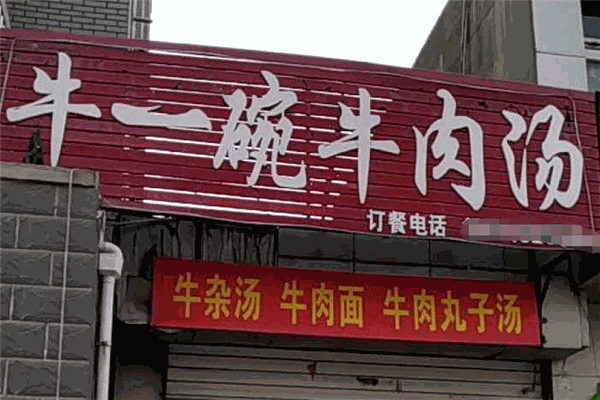 牛一碗牛肉汤
订餐电话
牛杂汤 牛肉面 牛肉丸子汤